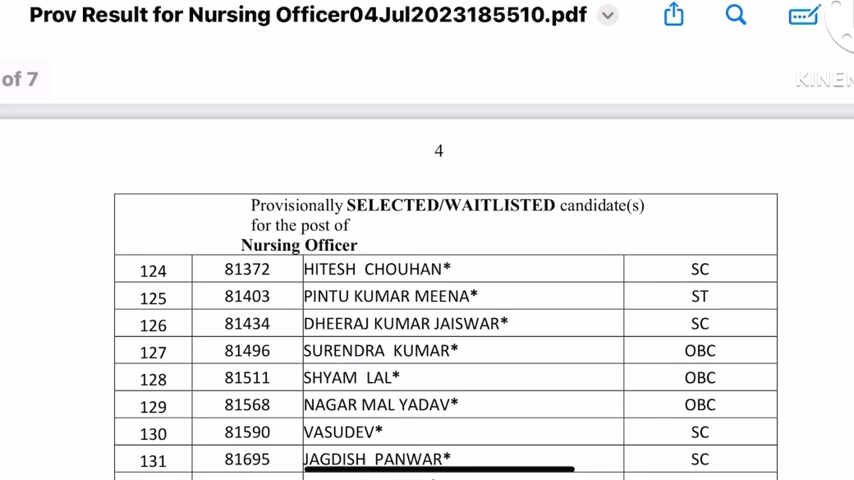 Prov Result for Nursing Officer04Jul2023185510.pdf
of 7
4
Provisionally SELECTED/WAITLISTED candidate(s)
for the post of
Nursing Officer
124 81372 HITESH CHOUHAN* SC
125 81403 PINTU KUMAR MEENA* ST
126 81434 DHEERAJ KUMAR JAISWAR* SC
127 81496 SURENDRA KUMAR* OBC
128 81511 SHYAM LAL* OBC
129 81568 NAGAR MAL YADAV* OBC
130 81590 VASUDEV* SC
131 81695 JAGDISH PANWAR* SC